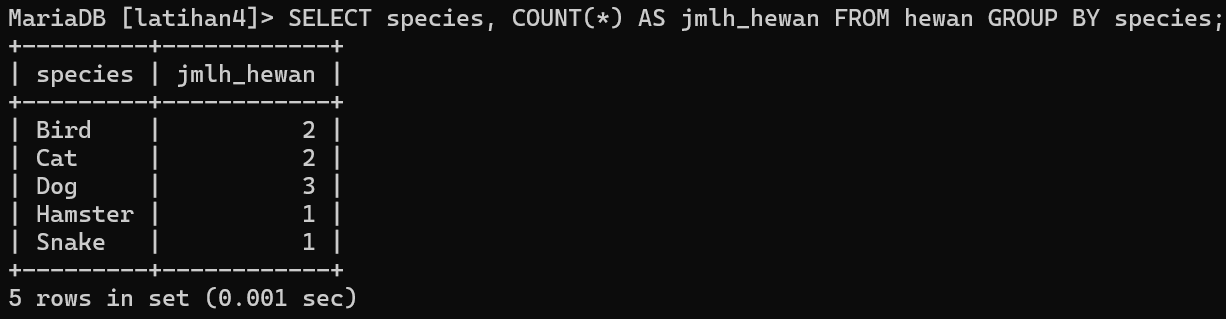 MariaDB [latihan4]> SELECT species, COUNT(*) AS jmlh_hewan FROM hewan GROUP BY species;
+---------+------------+
| species | jmlh_hewan |
+---------+------------+
| Bird    |          2 |
| Cat     |          2 |
| Dog     |          3 |
| Hamster |          1 |
| Snake   |          1 |
+---------+------------+
5 rows in set (0.001 sec)